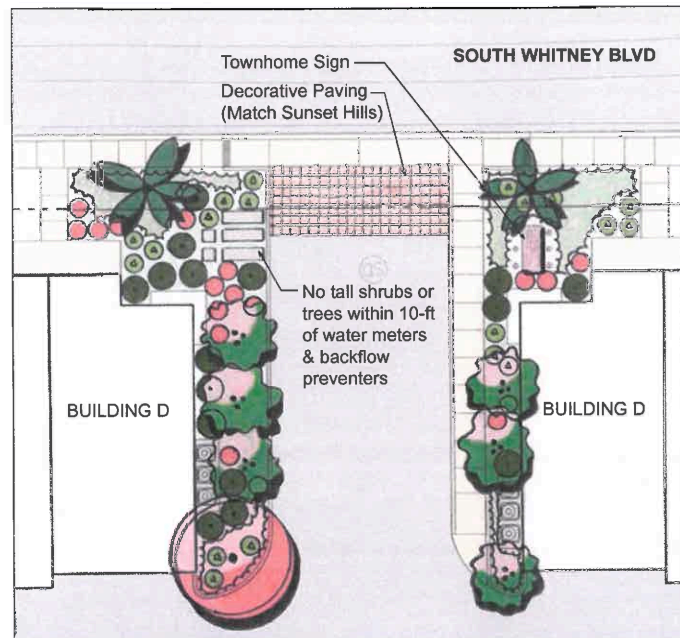 SOUTH WHITNEY BLVD
Townhome Sign
Decorative Paving
(Match Sunset Hills)
No tall shrubs or
trees within 10-ft
of water meters
& backflow
preventers
BUILDING D
BUILDING D